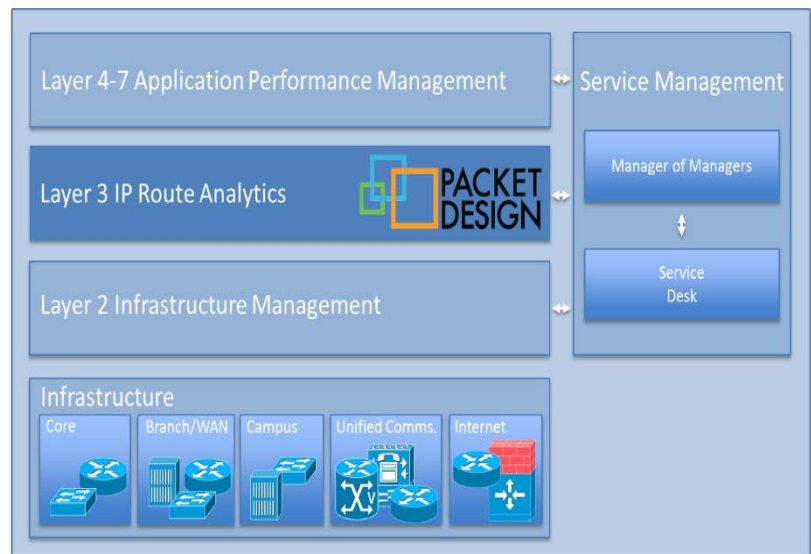 Layer 4-7 Application Performance Management
Service Management
Manager of Managers
Layer 3 IP Route Analytics
PACKET
DESIGN
Service
Desk
Layer 2 Infrastructure Management
Infrastructure
Core
Branch/WAN
Campus
Unified Comms.
Internet
V